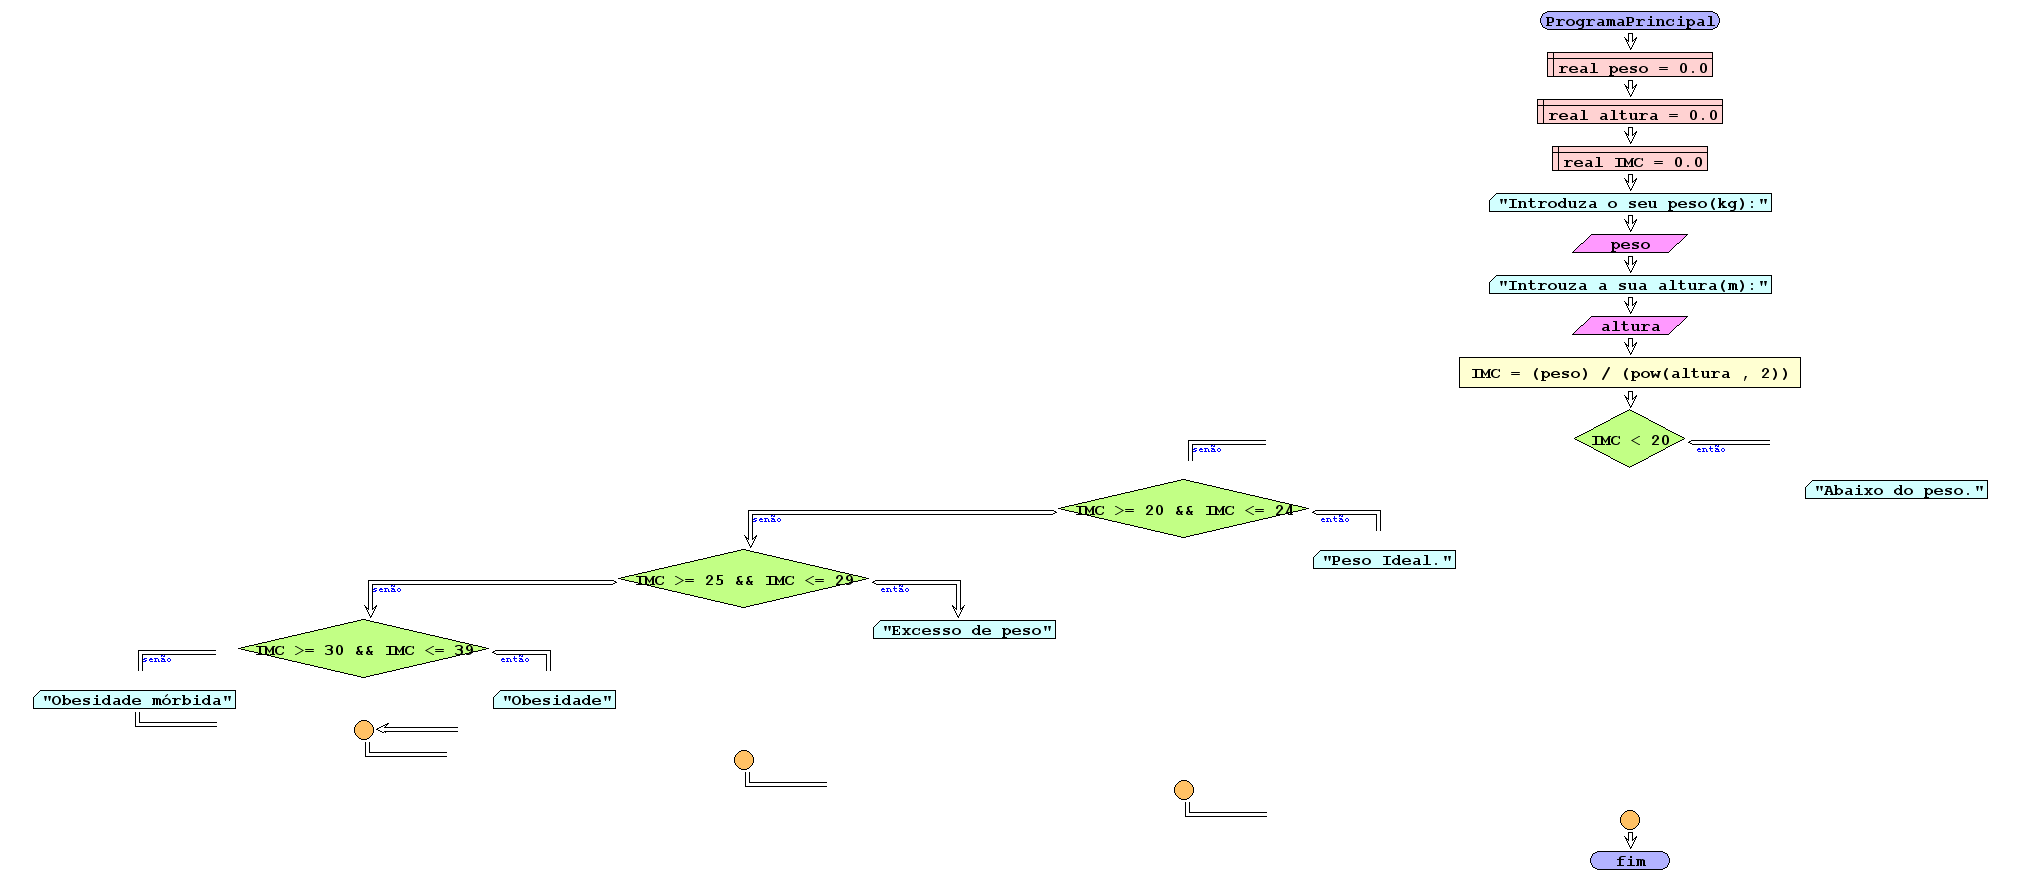 ProgramaPrincipal
real peso = 0.0
real altura = 0.0
real IMC = 0.0
"Introduza o seu peso(kg):"
peso
"Introuza a sua altura(m):"
altura
IMC = (peso) / (pow(altura , 2))
IMC < 20
senão
então
"Abaixo do peso."
IMC >= 20 && IMC <= 24
senão
então
"Peso Ideal."
IMC >= 25 && IMC <= 29
senão
então
"Excesso de peso"
IMC >= 30 && IMC <= 39
senão
então
"Obesidade mórbida"
"Obesidade"
fim